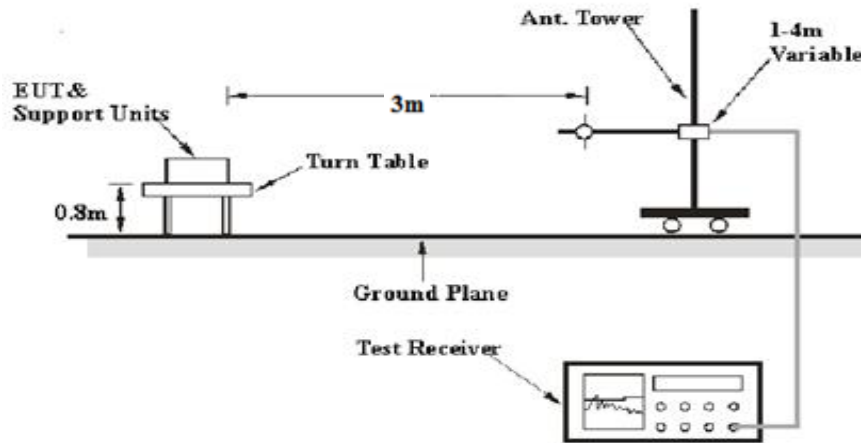 Ant. Tower
1-4m
Variable
EUT&
Support Units
3m
Turn Table
0.8m
Ground Plane
Test Receiver